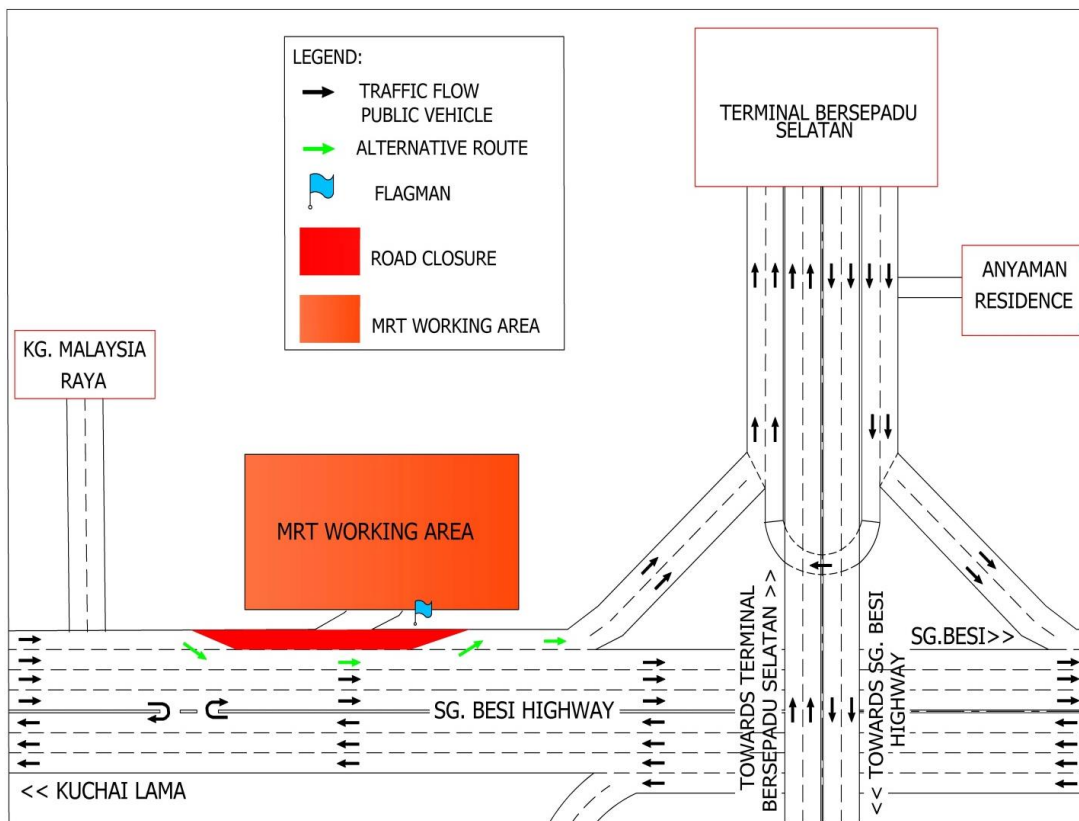 LEGEND:
TRAFFIC FLOW
PUBLIC VEHICLE
ALTERNATIVE ROUTE
FLAGMAN
ROAD CLOSURE
MRT WORKING AREA
TERMINAL BERSEPADU
SELATAN
ANYAMAN
RESIDENCE
KG. MALAYSIA
RAYA
MRT WORKING AREA
SG.BESI>>
SG. BESI HIGHWAY
TOWARDS TERMINAL
BERSEPADU SELATAN >>
<< TOWARDS SG. BESI
HIGHWAY
<< KUCHAI LAMA